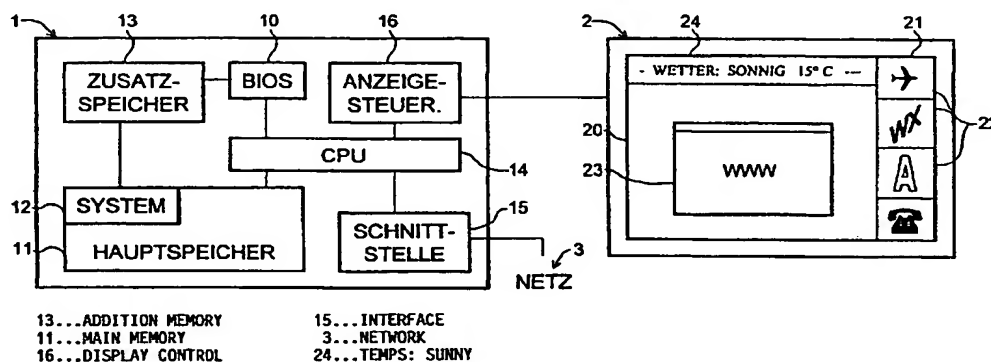 1
13
10
16
2
24
21
ZUSATZ-
SPEICHER
BIOS
ANZEIGE-
STEUER.
- WETTER: SONNIG 15° C ---
20
WX
22
CPU
14
23
WWW
A
12
SYSTEM
15
11
HAUPTSPEICHER
SCHNITT-
STELLE
3
NETZ
13...ADDITION MEMORY
11...MAIN MEMORY
16...DISPLAY CONTROL
15...INTERFACE
3...NETWORK
24...TEMPS: SUNNY